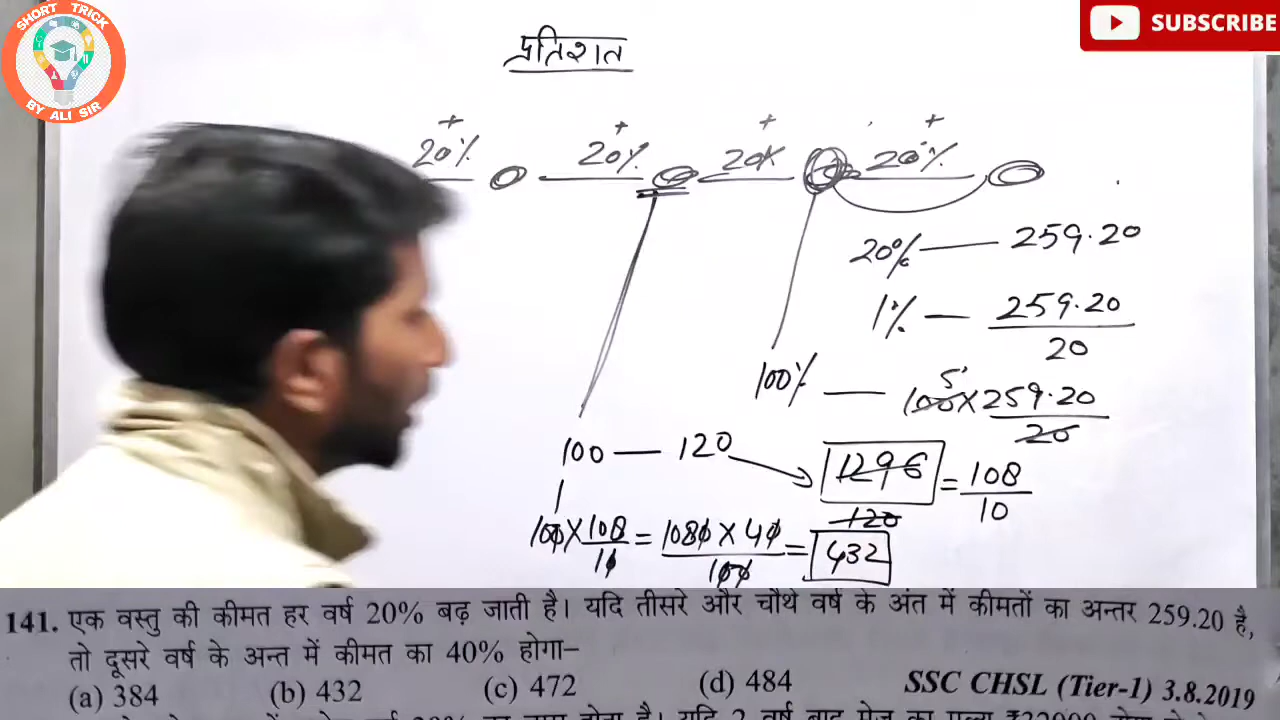 SHORT TRICK
BY ALI SIR
SUBSCRIBE
प्रतिशत
+ + + +
20% 20% 20% 20%
20% — 259.20
1% — 259.20
20
100% — 100 5 × 259.20
20
100 — 120 1296 = 108
120 10
100 × 108 = 1080 × 40 = 432
10 100
141. एक वस्तु की कीमत हर वर्ष 20% बढ़ जाती है। यदि तीसरे और चौथे वर्ष के अंत में कीमतों का अन्तर 259.20 है,
तो दूसरे वर्ष के अन्त में कीमत का 40% होगा–
(a) 384 (b) 432 (c) 472 (d) 484 SSC CHSL (Tier-1) 3.8.2019